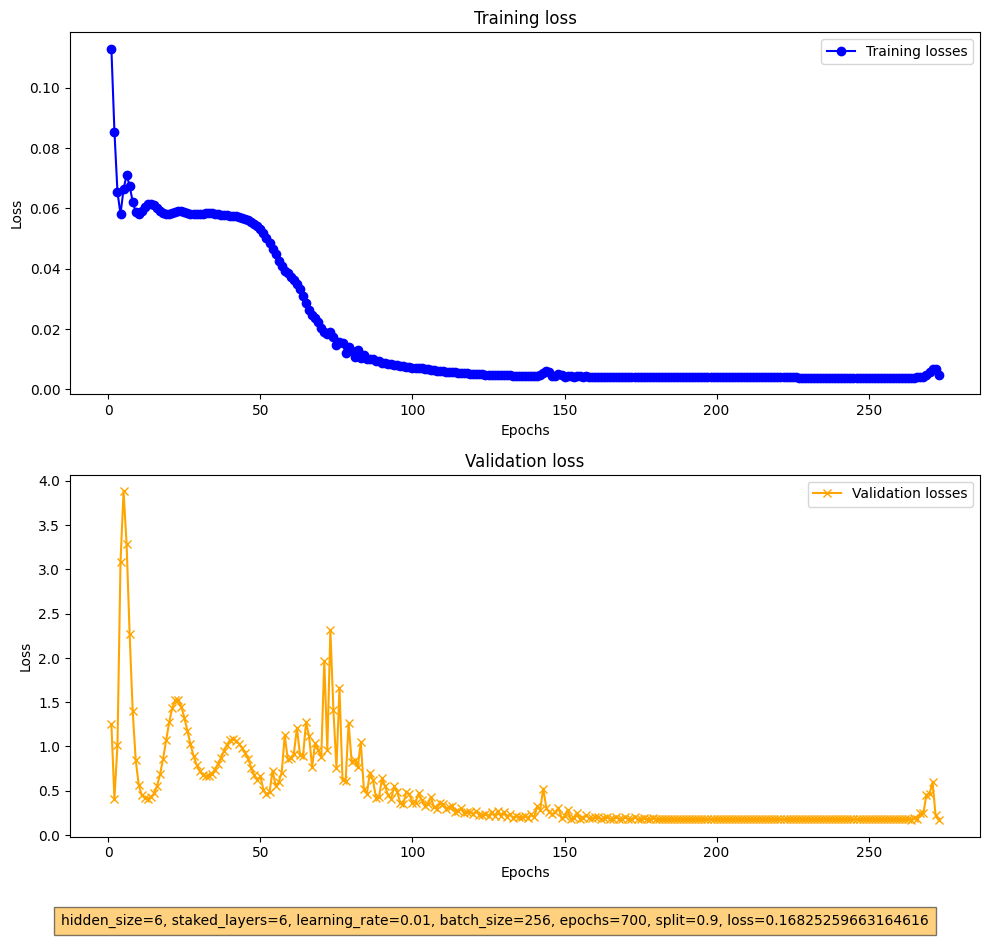 Training loss
Training losses
0.10
0.08
0.06
0.04
0.02
0.00
Loss
0 50 100 150 200 250
Epochs
Validation loss
Validation losses
4.0
3.5
3.0
2.5
2.0
1.5
1.0
0.5
0.0
Loss
0 50 100 150 200 250
Epochs
hidden_size=6, staked_layers=6, learning_rate=0.01, batch_size=256, epochs=700, split=0.9, loss=0.16825259663164616